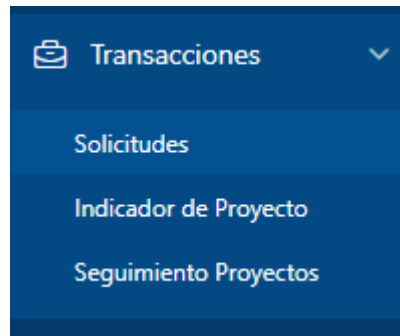 Transacciones
Solicitudes
Indicador de Proyecto
Seguimiento Proyectos